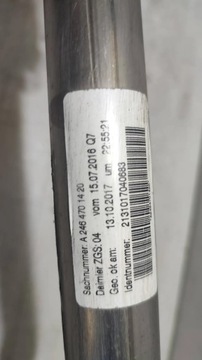 Sachnummer: A 246 470 14 20
Daimler ZGS: 04 vom 15.07.2016 Q7
Gec. ok am: 13.10.2017 um 22:55:21
Identnummer: 2131017040683